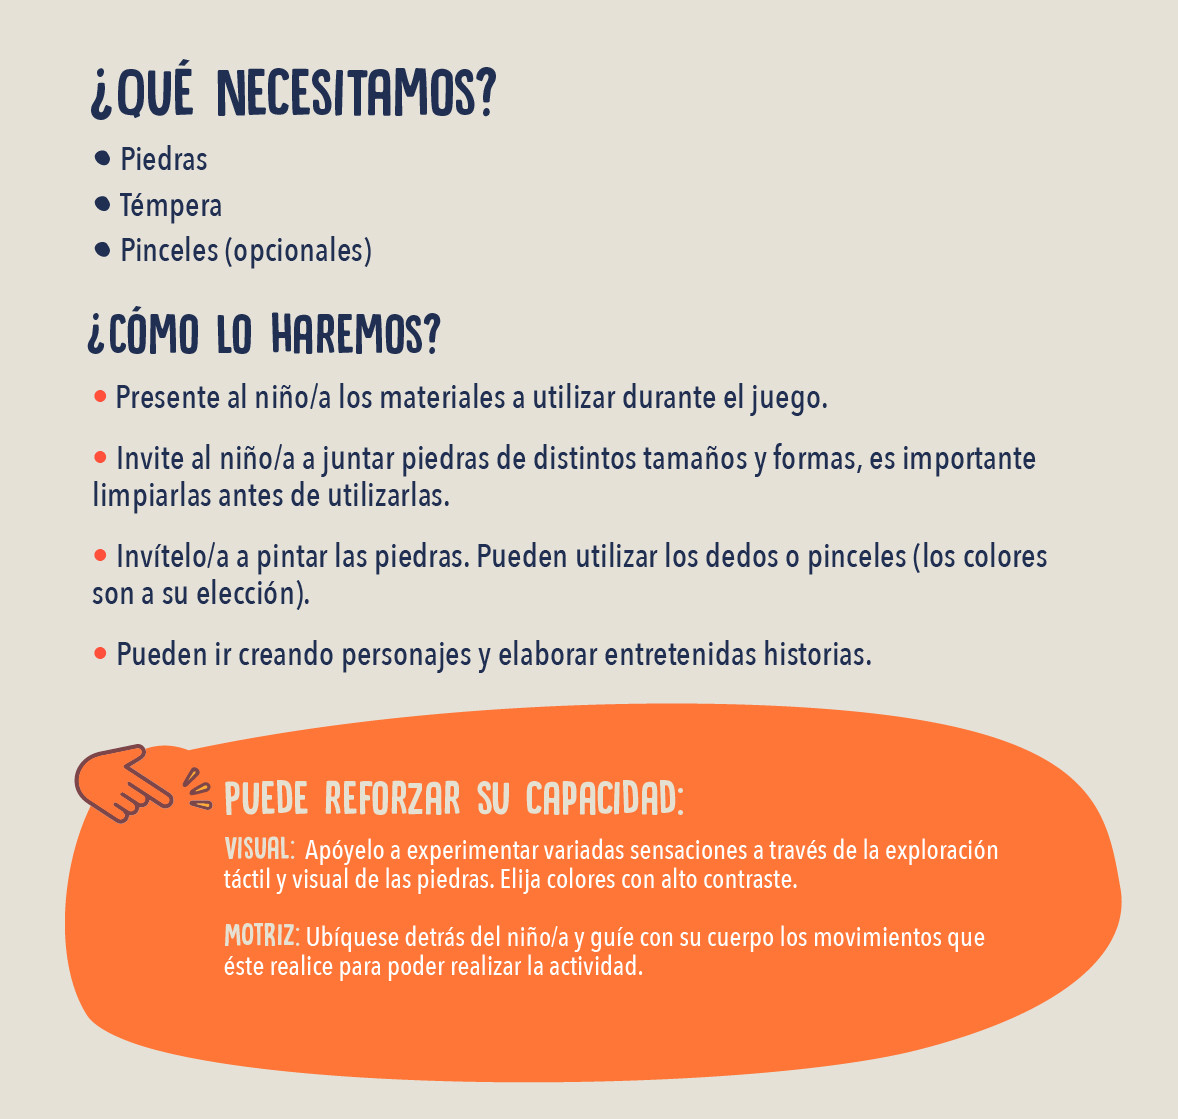 ¿QUÉ NECESITAMOS?
• Piedras
• Témpera
• Pinceles (opcionales)
¿CÓMO LO HAREMOS?
• Presente al niño/a los materiales a utilizar durante el juego.
• Invite al niño/a a juntar piedras de distintos tamaños y formas, es importante
limpiarlas antes de utilizarlas.
• Invítelo/a a pintar las piedras. Pueden utilizar los dedos o pinceles (los colores
son a su elección).
• Pueden ir creando personajes y elaborar entretenidas historias.
PUEDE REFORZAR SU CAPACIDAD:
VISUAL: Apóyelo a experimentar variadas sensaciones a través de la exploración
táctil y visual de las piedras. Elija colores con alto contraste.
MOTRIZ: Ubíquese detrás del niño/a y guíe con su cuerpo los movimientos que
éste realice para poder realizar la actividad.